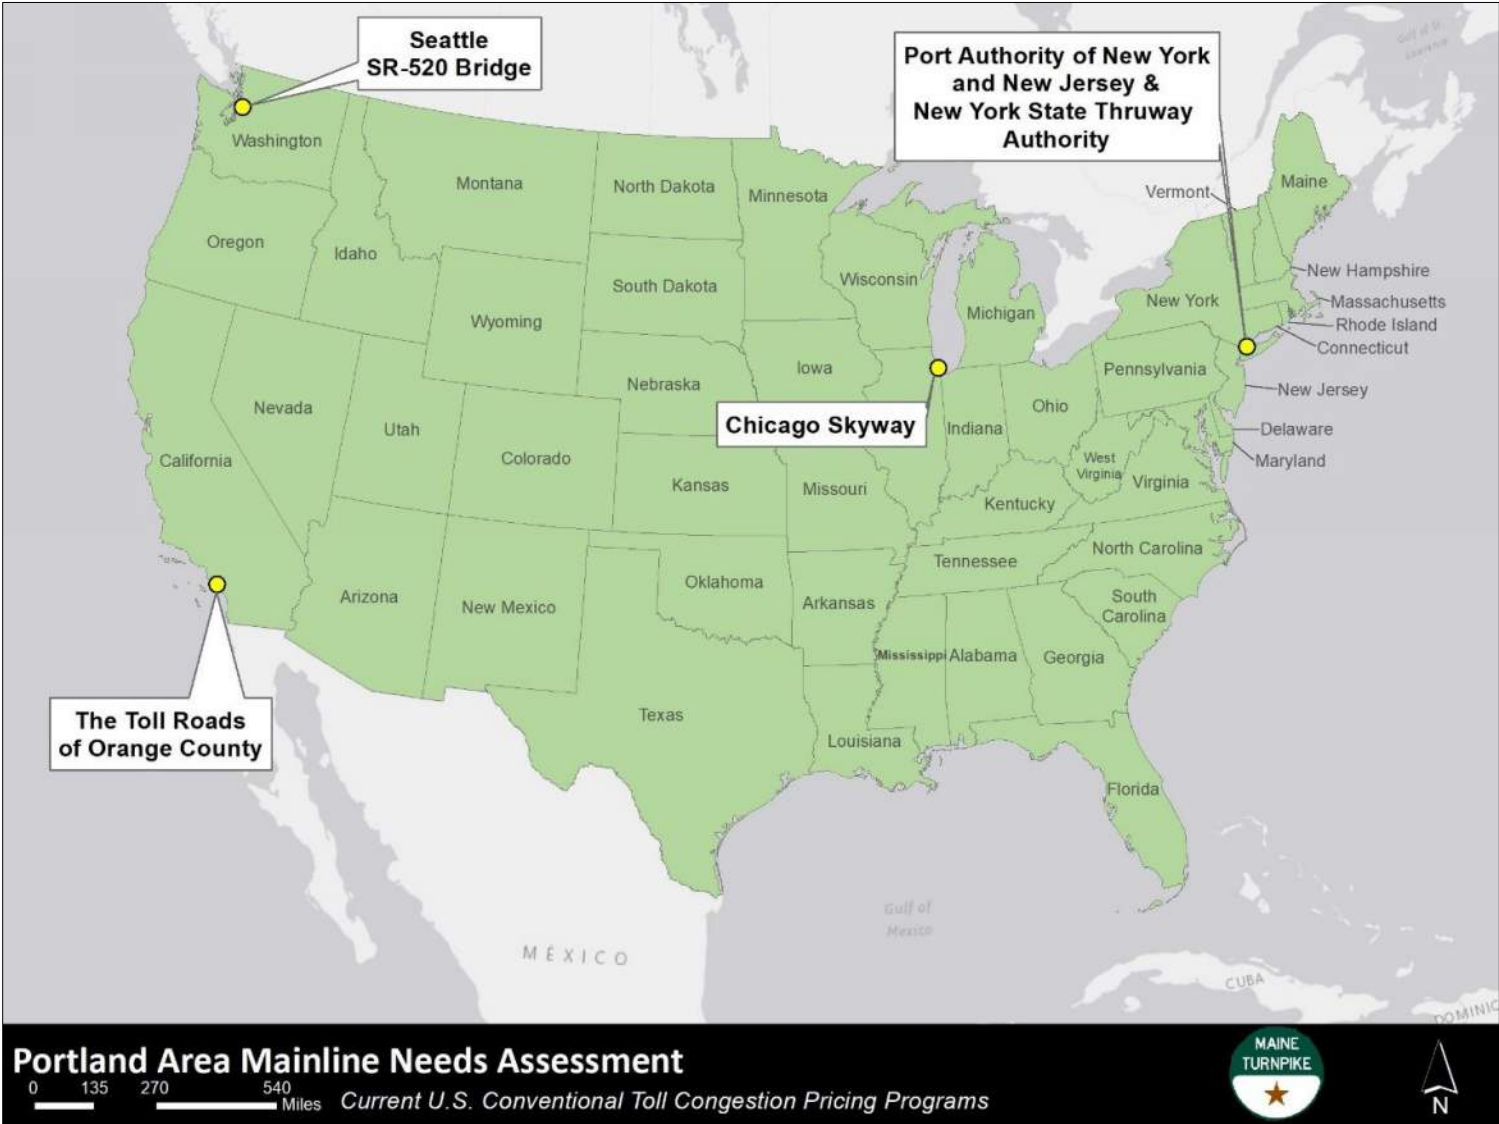 Seattle
SR-520 Bridge
Port Authority of New York
and New Jersey &
New York State Thruway
Authority
Washington
Montana
North Dakota
Minnesota
Vermont
Maine
Oregon
Idaho
South Dakota
Wisconsin
Michigan
New York
New Hampshire
Massachusetts
Rhode Island
Connecticut
Wyoming
Iowa
Nebraska
Pennsylvania
New Jersey
Nevada
Utah
Chicago Skyway
Indiana
Ohio
Delaware
Maryland
California
Colorado
Kansas
Missouri
West
Virginia
Virginia
Kentucky
Arizona
New Mexico
Oklahoma
Arkansas
Tennessee
North Carolina
South
Carolina
Mississippi
Alabama
Georgia
The Toll Roads
of Orange County
Texas
Louisiana
Florida
Gulf of
Mexico
MÉXICO
CUBA
DOMINIC
Portland Area Mainline Needs Assessment
0 135 270 540
Miles
Current U.S. Conventional Toll Congestion Pricing Programs
MAINE
TURNPIKE
N